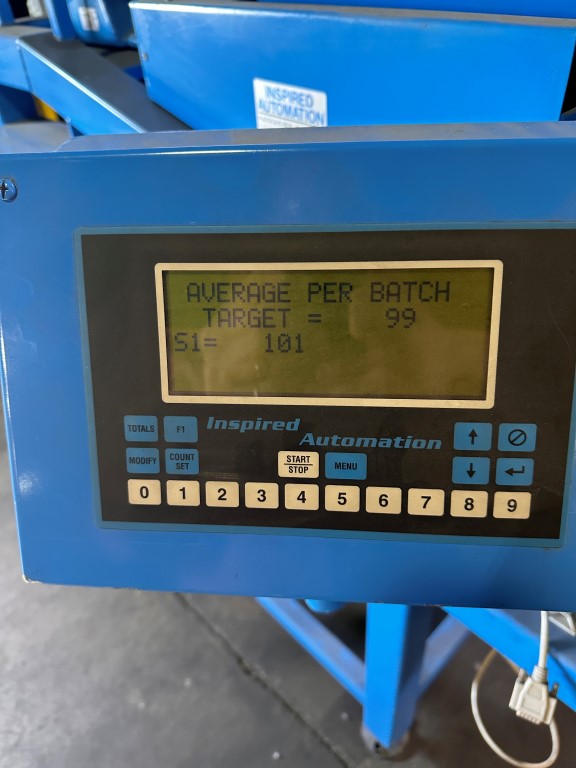 INSPIRED
AUTOMATION
AVERAGE PER BATCH
TARGET = 99
S1= 101
TOTALS F1
Inspired
Automation
MODIFY COUNT SET
START STOP
MENU
0 1 2 3 4 5 6 7 8 9